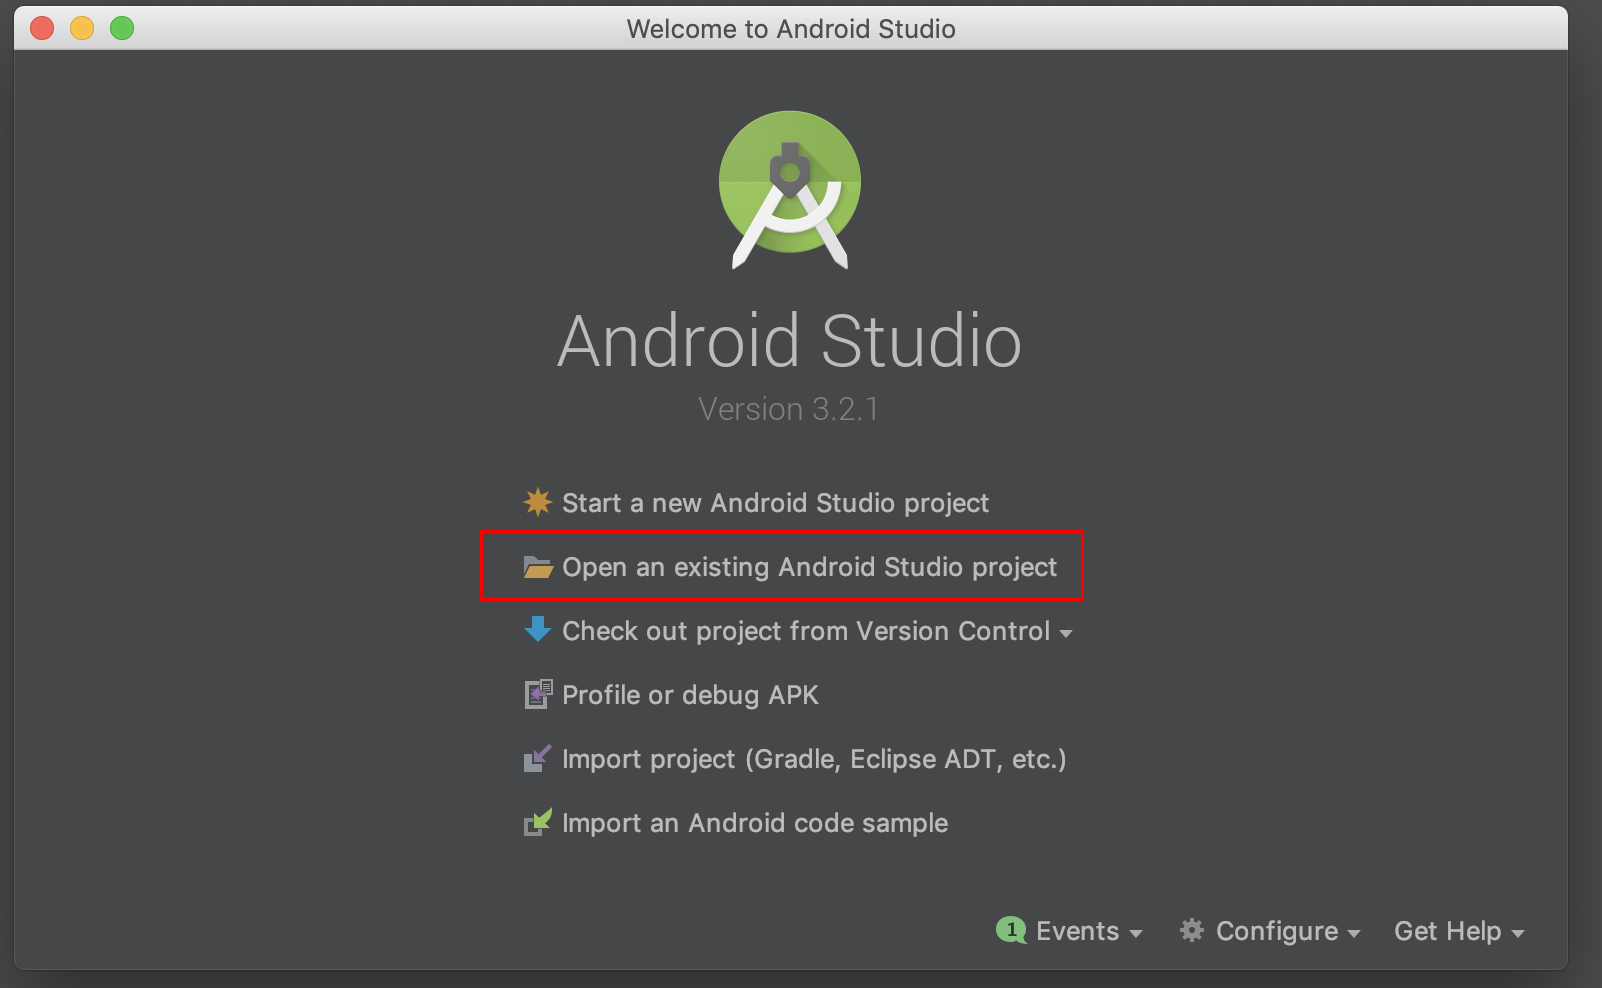 Welcome to Android Studio
Android Studio
Version 3.2.1
Start a new Android Studio project
Open an existing Android Studio project
Check out project from Version Control
Profile or debug APK
Import project (Gradle, Eclipse ADT, etc.)
Import an Android code sample
1 Events Configure Get Help